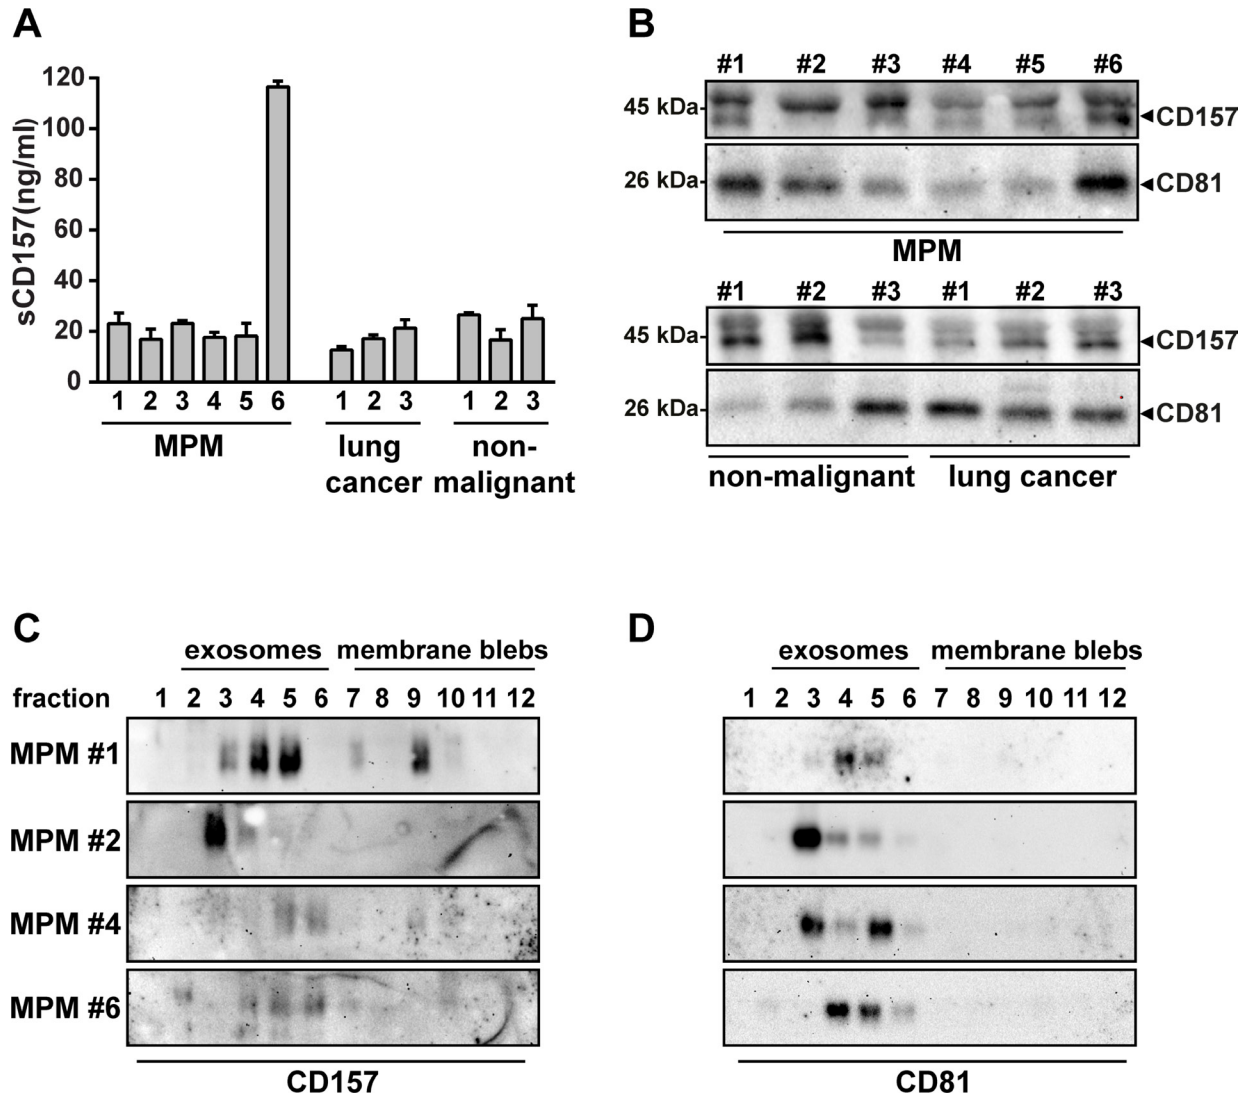 A
sCD157(ng/ml)
120
100
80
60
40
20
0
1 2 3 4 5 6 1 2 3 1 2 3
MPM
lung
cancer
non-
malignant
B
#1 #2 #3 #4 #5 #6
45 kDa
CD157
26 kDa
CD81
MPM
#1 #2 #3 #1 #2 #3
45 kDa
CD157
26 kDa
CD81
non-malignant lung cancer
C
exosomes membrane blebs
fraction 1 2 3 4 5 6 7 8 9 10 11 12
MPM #1
MPM #2
MPM #4
MPM #6
CD157
D
exosomes membrane blebs
1 2 3 4 5 6 7 8 9 10 11 12
CD81